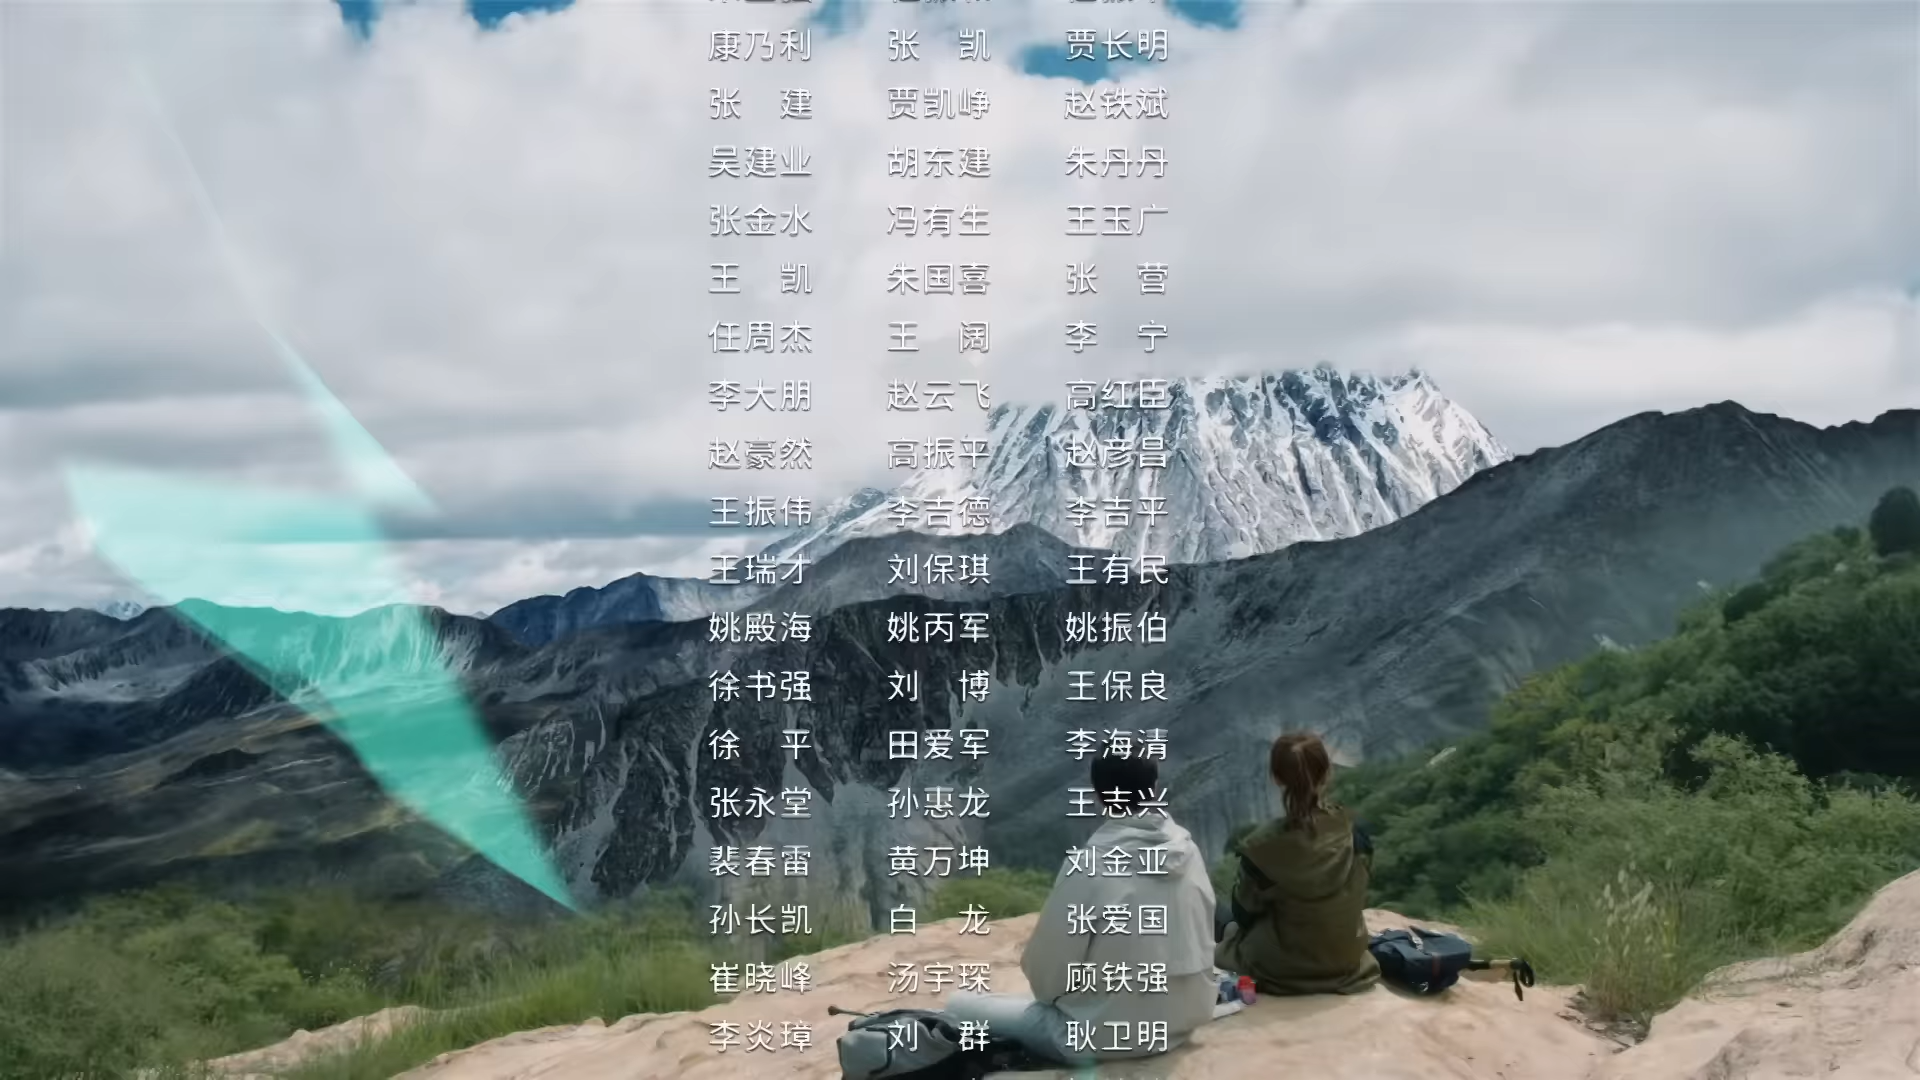 康乃利 张 凯 贾长明
张 建 贾凯峥 赵铁斌
吴建业 胡东建 朱丹丹
张金水 冯有生 王玉广
王 凯 朱国喜 张 营
任周杰 王 阔 李 宁
李大朋 赵云飞 高红臣
赵豪然 高振平 赵彦昌
王振伟 李吉德 李吉平
王瑞才 刘保琪 王有民
姚殿海 姚丙军 姚振伯
徐书强 刘 博 王保良
徐 平 田爱军 李海清
张永堂 孙惠龙 王志兴
裴春雷 黄万坤 刘金亚
孙长凯 白 龙 张爱国
崔晓峰 汤宇琛 顾铁强
李炎璋 刘 群 耿卫明